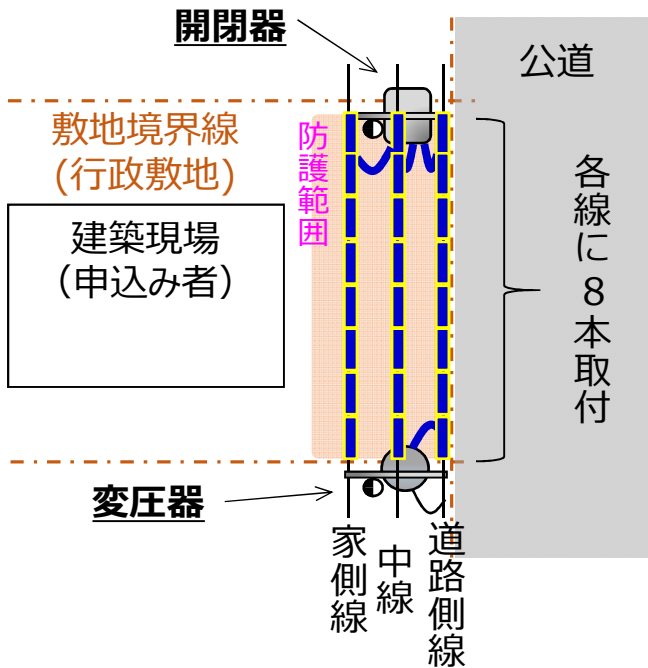 開閉器
公道
敷地境界線
(行政敷地)
防護範囲
建築現場
(申込み者)
各線に8本取付
変圧器
家側線
中線
道路側線